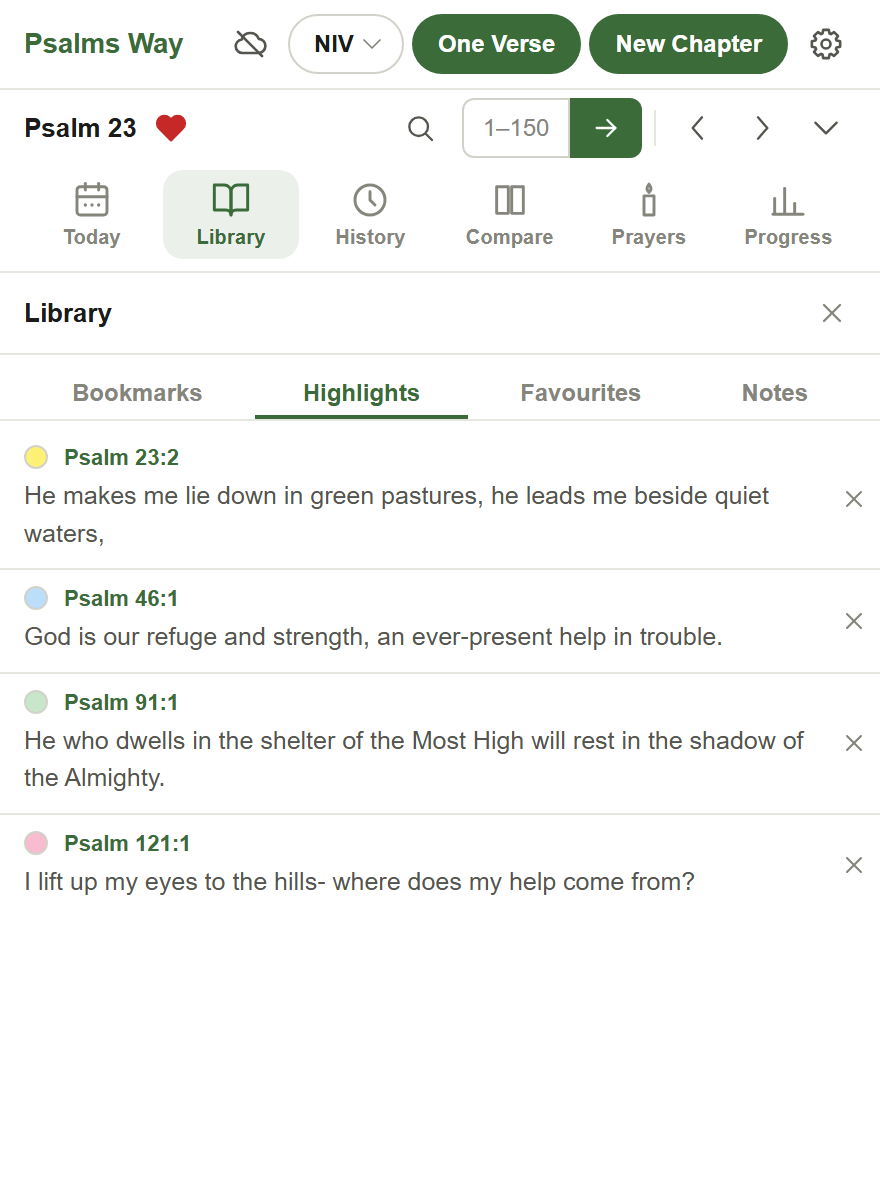 Psalms Way
NIV
One Verse
New Chapter
Psalm 23
1–150
Today
Library
History
Compare
Prayers
Progress
Library
Bookmarks
Highlights
Favourites
Notes
Psalm 23:2
He makes me lie down in green pastures, he leads me beside quiet
waters,
Psalm 46:1
God is our refuge and strength, an ever-present help in trouble.
Psalm 91:1
He who dwells in the shelter of the Most High will rest in the shadow of
the Almighty.
Psalm 121:1
I lift up my eyes to the hills- where does my help come from?